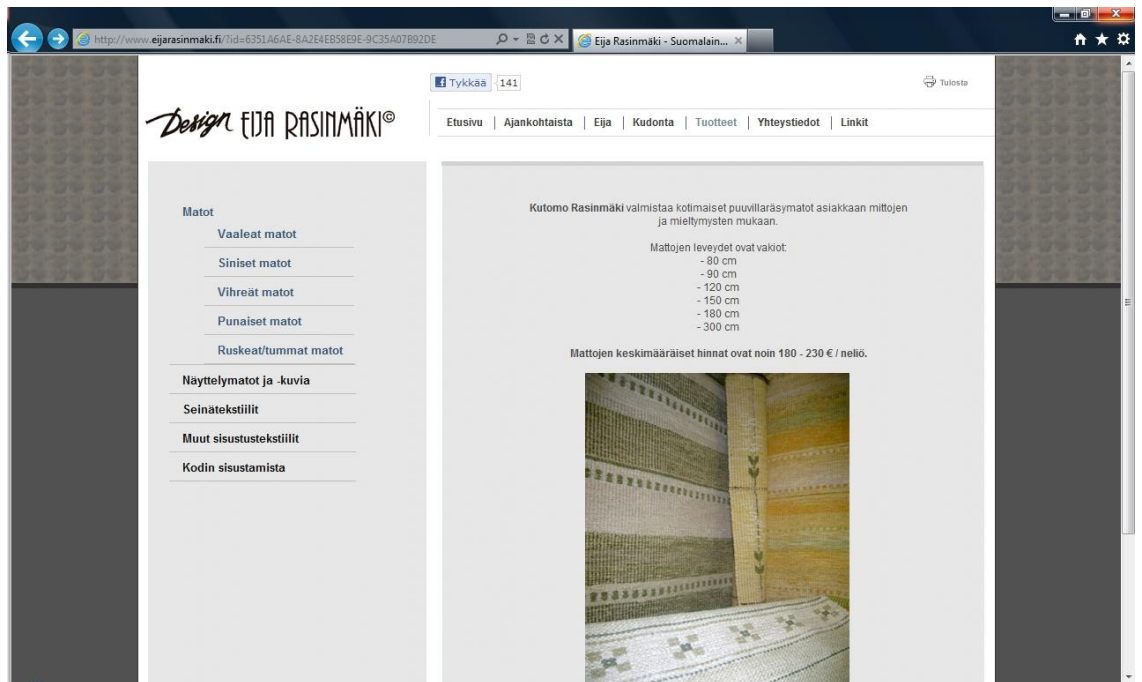 http://www.eijarasinmaki.fi/?id=6351A6AE-8A2E4EB58E9E-9C35A07B92DE
Eija Rasinmäki - Suomalain...
Tykkää 141
Tulosta
Design EIJA RASINMÄKI©
Etusivu | Ajankohtaista | Eija | Kudonta | Tuotteet | Yhteystiedot | Linkit
Matot
Vaaleat matot
Siniset matot
Vihreät matot
Punaiset matot
Ruskeat/tummat matot
Näyttelymatot ja -kuvia
Seinätekstiilit
Muut sisustustekstiilit
Kodin sisustamista
Kutomo Rasinmäki valmistaa kotimaiset puuvillaräsymatot asiakkaan mittojen
ja mieltymysten mukaan.
Mattojen leveydet ovat vakiot:
- 80 cm
- 90 cm
- 120 cm
- 150 cm
- 180 cm
- 300 cm
Mattojen keskimääräiset hinnat ovat noin 180 - 230 € / neliö.